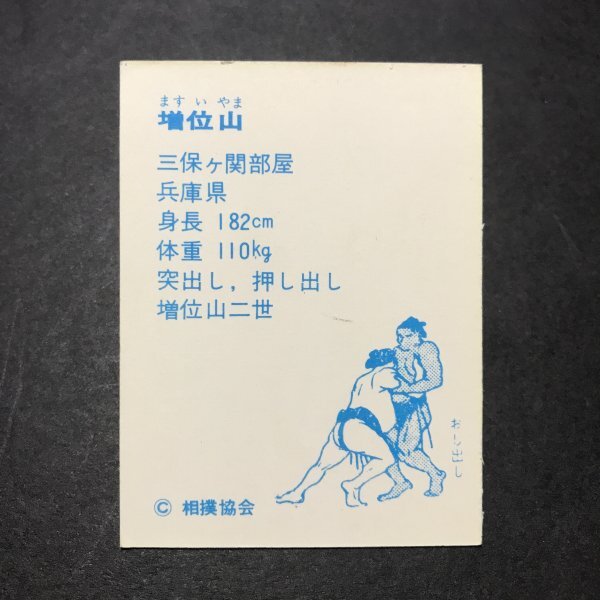 ます い やま
増位山
三保ヶ関部屋
兵庫県
身長 182cm
体重 110kg
突出し，押し出し
増位山二世
おし出し
© 相撲協会